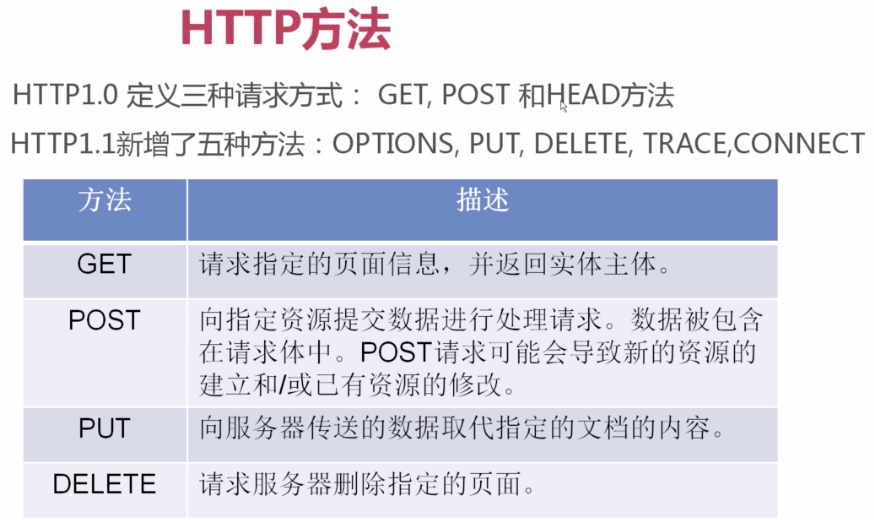 HTTP方法
HTTP1.0 定义三种请求方式： GET, POST 和HEAD方法
HTTP1.1新增了五种方法：OPTIONS, PUT, DELETE, TRACE,CONNECT
方法 描述
GET 请求指定的页面信息，并返回实体主体。
POST 向指定资源提交数据进行处理请求。数据被包含
在请求体中。POST请求可能会导致新的资源的
建立和/或已有资源的修改。
PUT 向服务器传送的数据取代指定的文档的内容。
DELETE 请求服务器删除指定的页面。